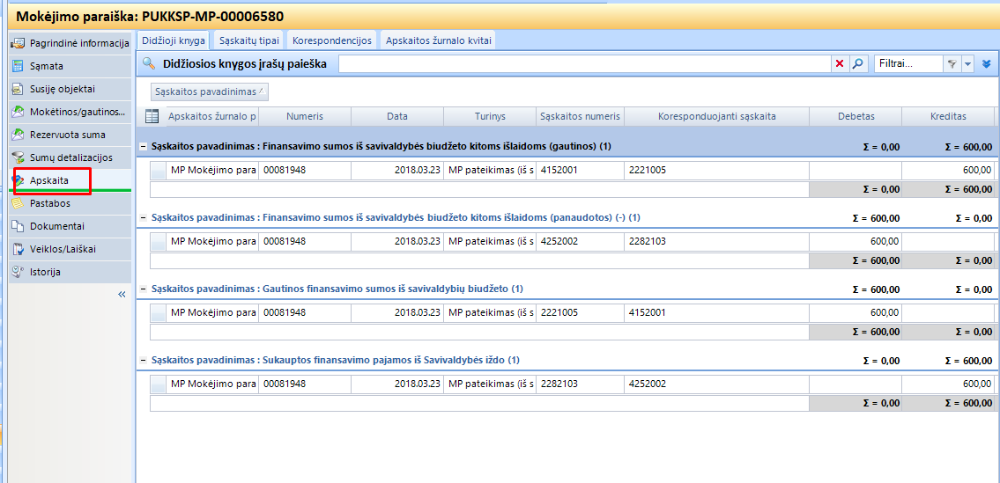 Mokėjimo paraiška: PUKKSP-MP-00006580
Pagrindinė informacija
Sąmata
Susiję objektai
Mokėtinos/gautinos...
Rezervuota suma
Sumų detalizacijos
Apskaita
Pastabos
Dokumentai
Veiklos/Laiškai
Istorija
«
Didžioji knyga Sąskaitų tipai Korespondencijos Apskaitos žurnalo kvitai
Didžiosios knygos įrašų paieška Filtrai...
Sąskaitos pavadinimas
Apskaitos žurnalo p Numeris Data Turinys Sąskaitos numeris Koresponduojanti sąskaita Debetas Kreditas
Sąskaitos pavadinimas : Finansavimo sumos iš savivaldybės biudžeto kitoms išlaidoms (gautinos) (1) Σ = 0,00 Σ = 600,00
MP Mokėjimo para 00081948 2018.03.23 MP pateikimas (iš s 4152001 2221005 600,00
Σ = 0,00 Σ = 600,00
Sąskaitos pavadinimas : Finansavimo sumos iš savivaldybės biudžeto kitoms išlaidoms (panaudotos) (-) (1) Σ = 600,00 Σ = 0,00
MP Mokėjimo para 00081948 2018.03.23 MP pateikimas (iš s 4252002 2282103 600,00
Σ = 600,00 Σ = 0,00
Sąskaitos pavadinimas : Gautinos finansavimo sumos iš savivaldybių biudžeto (1) Σ = 600,00 Σ = 0,00
MP Mokėjimo para 00081948 2018.03.23 MP pateikimas (iš s 2221005 4152001 600,00
Σ = 600,00 Σ = 0,00
Sąskaitos pavadinimas : Sukauptos finansavimo pajamos iš Savivaldybės iždo (1) Σ = 0,00 Σ = 600,00
MP Mokėjimo para 00081948 2018.03.23 MP pateikimas (iš s 2282103 4252002 600,00
Σ = 0,00 Σ = 600,00